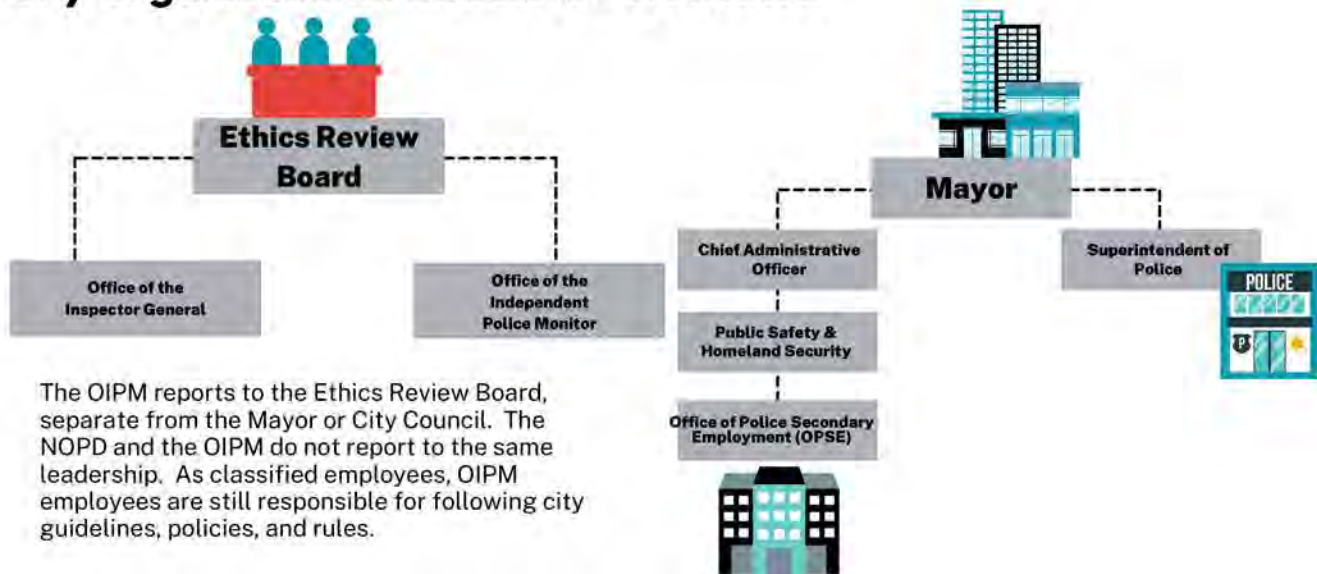 Ethics Review
Board
Office of the
Inspector General
Office of the
Independent
Police Monitor
The OIPM reports to the Ethics Review Board,
separate from the Mayor or City Council. The
NOPD and the OIPM do not report to the same
leadership. As classified employees, OIPM
employees are still responsible for following city
guidelines, policies, and rules.
Mayor
Chief Administrative
Officer
Superintendent of
Police
POLICE
P
Public Safety &
Homeland Security
Office of Police Secondary
Employment (OPSE)